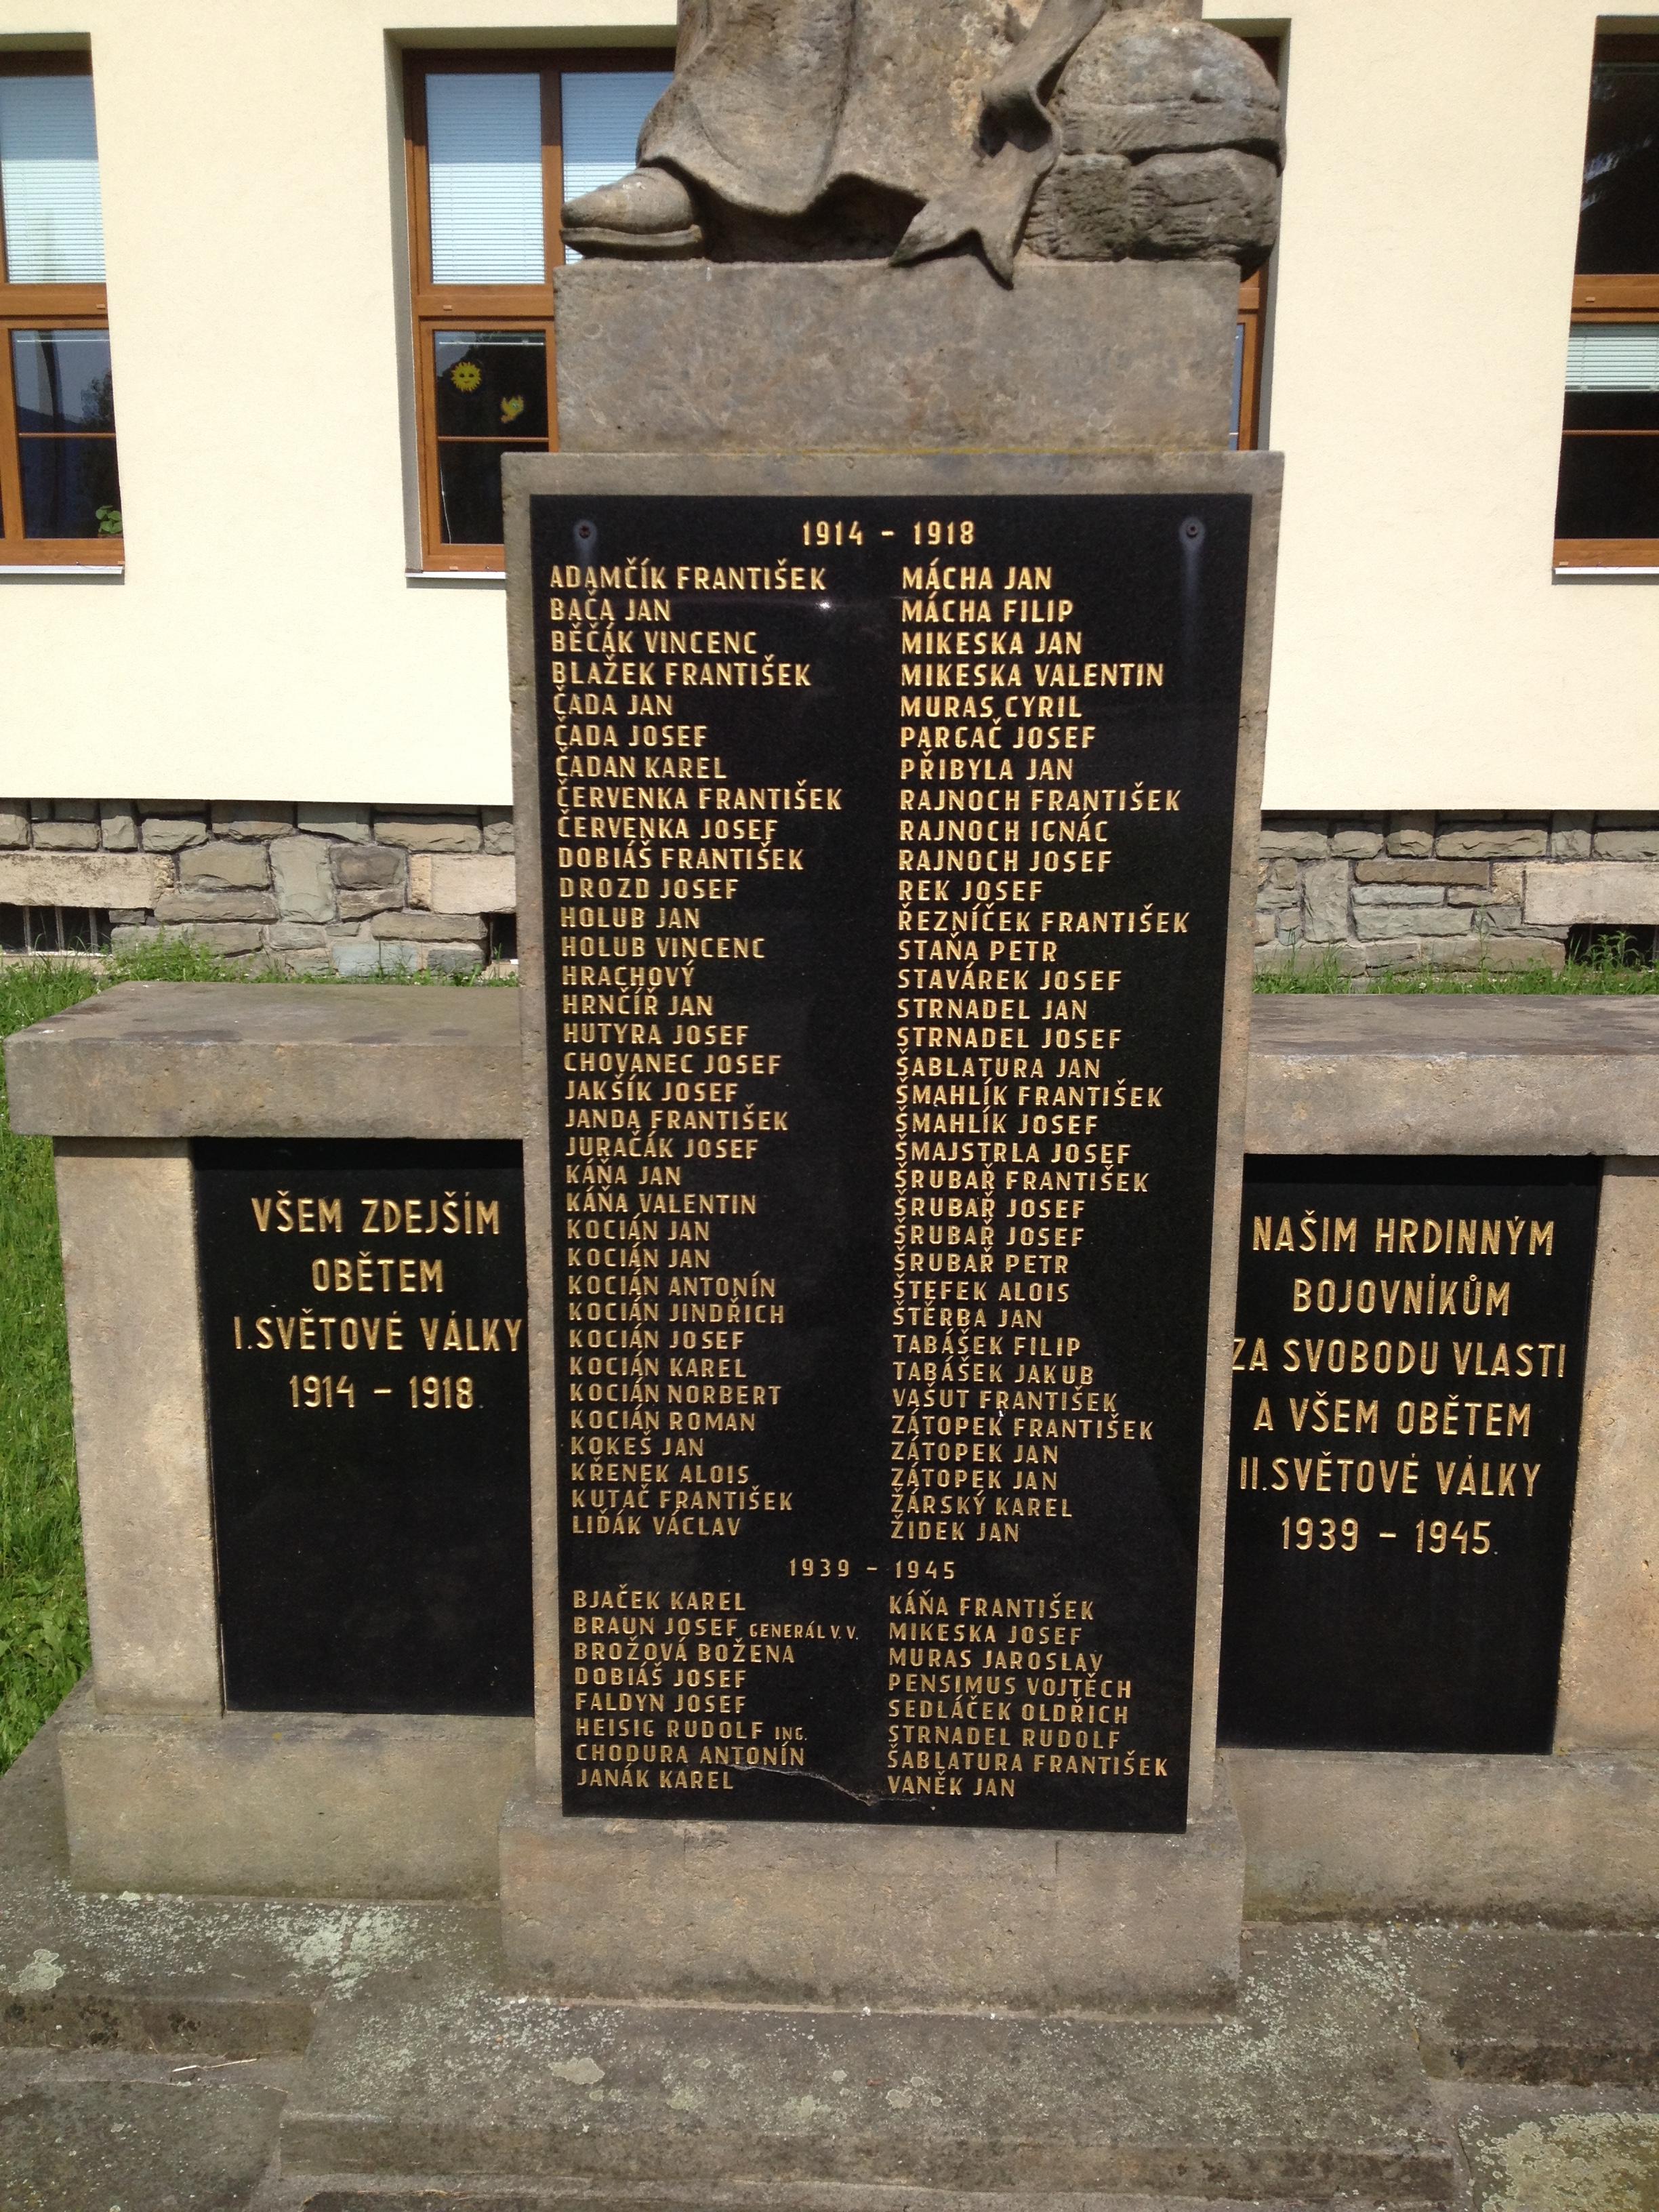 1914 - 1918
ADAMČÍK FRANTIŠEK
BAČA JAN
BĚČÁK VINCENC
BLAŽEK FRANTIŠEK
ČADA JAN
ČADA JOSEF
ČADAN KAREL
ČERVENKA FRANTIŠEK
ČERVENKA JOSEF
DOBIÁŠ FRANTIŠEK
DROZD JOSEF
HOLUB JAN
HOLUB VINCENC
HRACHOVÝ
HRNČÍŘ JAN
HUTYRA JOSEF
CHOVANEC JOSEF
JAKŠÍK JOSEF
JANDA FRANTIŠEK
JURAČÁK JOSEF
KÁŇA JAN
KÁŇA VALENTIN
KOCIÁN JAN
KOCIÁN JAN
KOCIÁN ANTONÍN
KOCIÁN JINDŘICH
KOCIÁN JOSEF
KOCIÁN KAREL
KOCIÁN NORBERT
KOCIÁN ROMAN
KOKEŠ JAN
KŘENEK ALOIS
KUTAČ FRANTIŠEK
LIĎÁK VÁCLAV
MÁCHA JAN
MÁCHA FILIP
MIKESKA JAN
MIKESKA VALENTIN
MURAS CYRIL
PARGAČ JOSEF
PŘIBYLA JAN
RAJNOCH FRANTIŠEK
RAJNOCH IGNÁC
RAJNOCH JOSEF
REK JOSEF
ŘEZNÍČEK FRANTIŠEK
STAŇA PETR
STAVÁREK JOSEF
STRNADEL JAN
STRNADEL JOSEF
ŠABLATURA JAN
ŠMAHLÍK FRANTIŠEK
ŠMAHLÍK JOSEF
ŠMAJSTRLA JOSEF
ŠRUBAŘ FRANTIŠEK
ŠRUBAŘ JOSEF
ŠRUBAŘ JOSEF
ŠRUBAŘ PETR
ŠTEFEK ALOIS
ŠTĚRBA JAN
TABÁŠEK FILIP
TABÁŠEK JAKUB
VAŠUT FRANTIŠEK
ZÁTOPEK FRANTIŠEK
ZÁTOPEK JAN
ZÁTOPEK JAN
ŽÁRSKÝ KAREL
ŽIDEK JAN
1939 - 1945
BJAČEK KAREL
BRAUN JOSEF GENERÁL V. V.
BROŽOVÁ BOŽENA
DOBIÁŠ JOSEF
FALDYN JOSEF
HEISIG RUDOLF ING.
CHODURA ANTONÍN
JANÁK KAREL
KÁŇA FRANTIŠEK
MIKESKA JOSEF
MURAS JAROSLAV
PENSIMUS VOJTĚCH
SEDLÁČEK OLDŘICH
STRNADEL RUDOLF
ŠABLATURA FRANTIŠEK
VANĚK JAN
VŠEM ZDEJŠÍM
OBĚTEM
I.SVĚTOVÉ VÁLKY
1914 - 1918.
NAŠIM HRDINNÝM
BOJOVNÍKŮM
ZA SVOBODU VLASTI
A VŠEM OBĚTEM
II.SVĚTOVÉ VÁLKY
1939 - 1945.